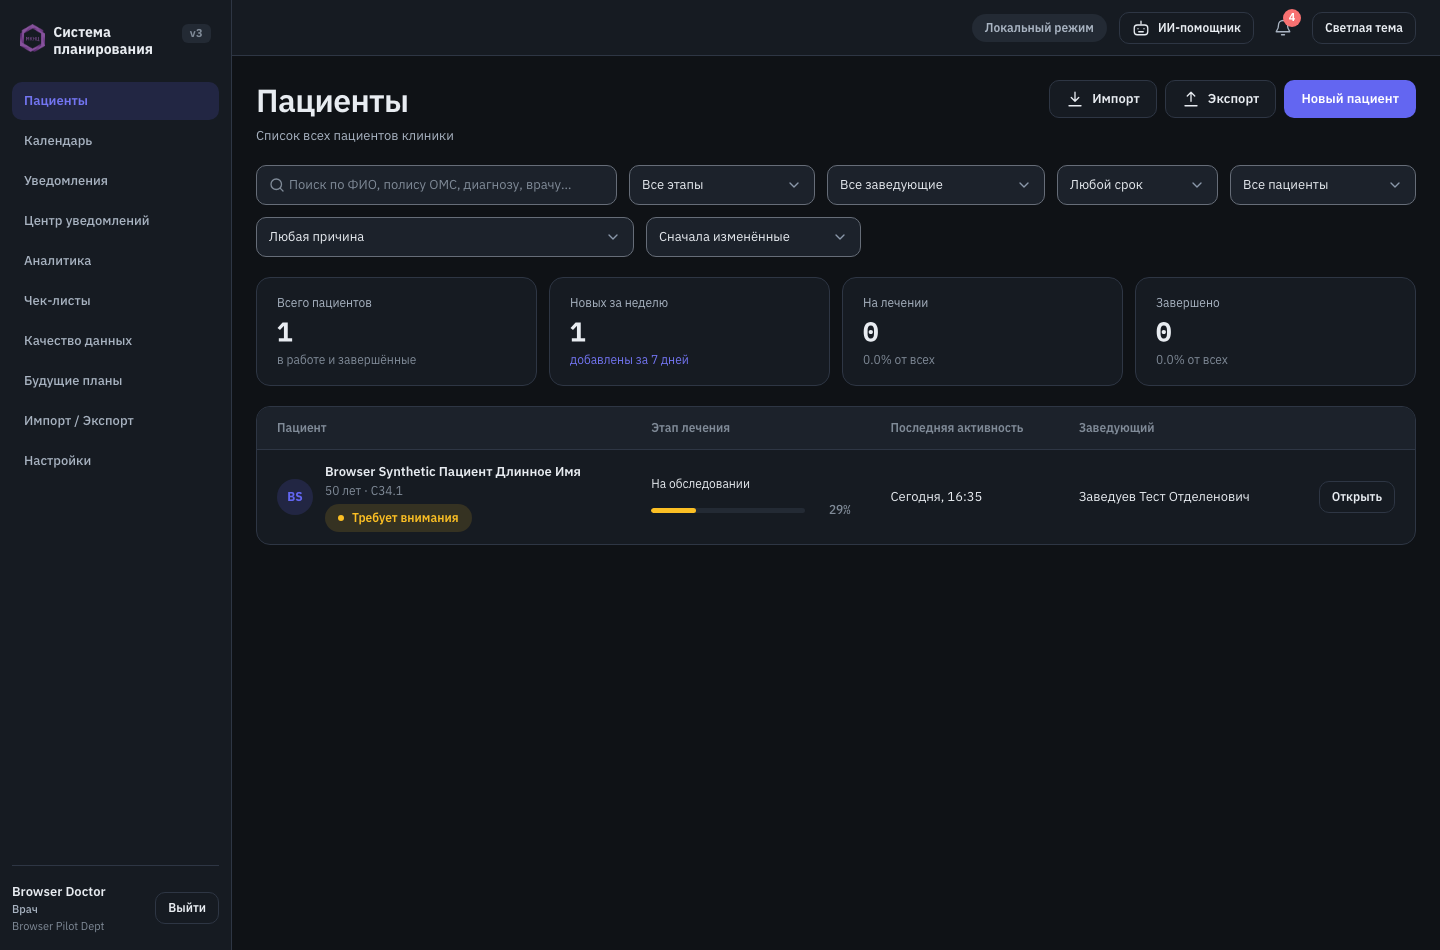 Система
планирования
v3
Пациенты
Календарь
Уведомления
Центр уведомлений
Аналитика
Чек-листы
Качество данных
Будущие планы
Импорт / Экспорт
Настройки
Browser Doctor
Врач
Browser Pilot Dept
Выйти
Локальный режим
ИИ-помощник
4
Светлая тема
Пациенты
Список всех пациентов клиники
Импорт
Экспорт
Новый пациент
Поиск по ФИО, полису ОМС, диагнозу, врачу...
Все этапы
Все заведующие
Любой срок
Все пациенты
Любая причина
Сначала изменённые
Всего пациентов
1
в работе и завершённые
Новых за неделю
1
добавлены за 7 дней
На лечении
0
0.0% от всех
Завершено
0
0.0% от всех
Пациент
Этап лечения
Последняя активность
Заведующий
BS
Browser Synthetic Пациент Длинное Имя
50 лет · C34.1
Требует внимания
На обследовании
29%
Сегодня, 16:35
Заведуев Тест Отделенович
Открыть